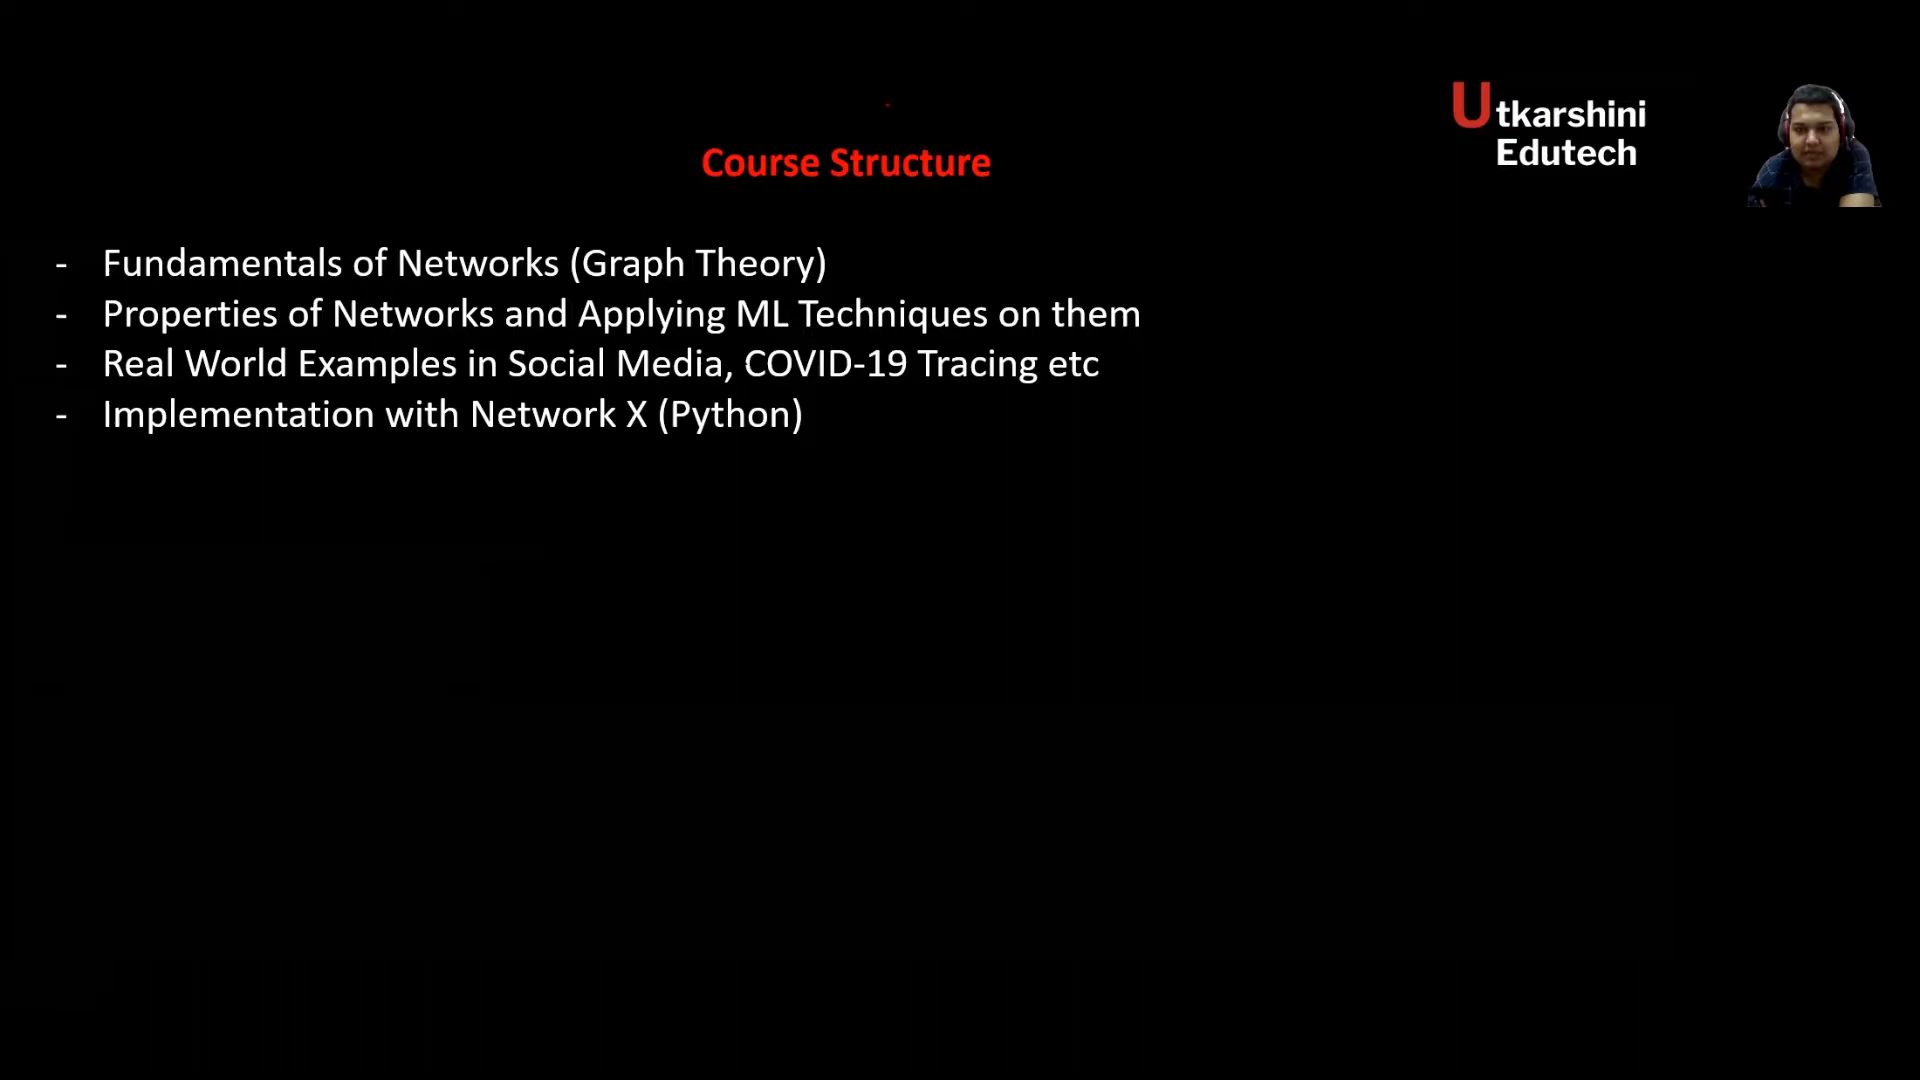 Utkarshini
Edutech
Course Structure
- Fundamentals of Networks (Graph Theory)
- Properties of Networks and Applying ML Techniques on them
- Real World Examples in Social Media, COVID-19 Tracing etc
- Implementation with Network X (Python)